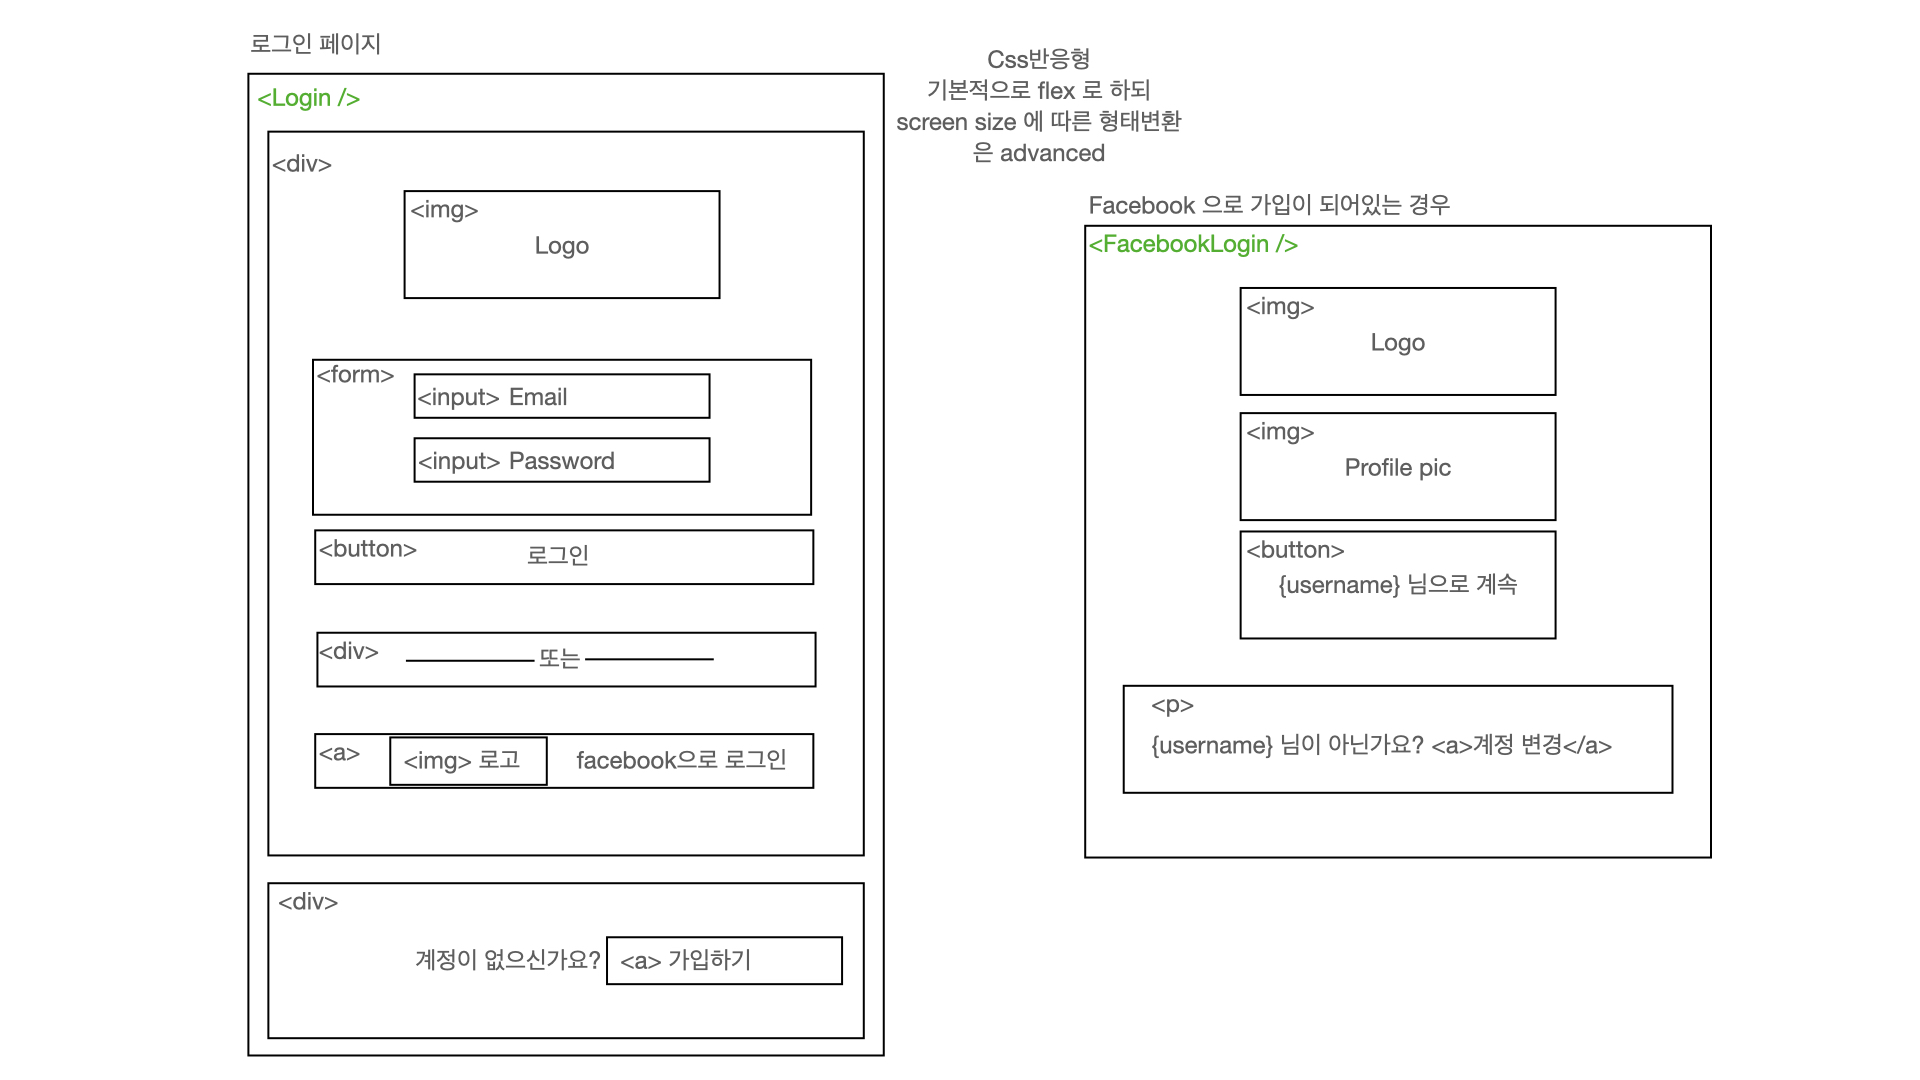 로그인 페이지
<Login />
<div>
<img>
Logo
<form>
<input> Email
<input> Password
<button>
로그인
<div>
또는
<a>
<img> 로고
facebook으로 로그인
<div>
계정이 없으신가요?
<a> 가입하기
Css반응형
기본적으로 flex 로 하되
screen size 에 따른 형태변환
은 advanced
Facebook 으로 가입이 되어있는 경우
<FacebookLogin />
<img>
Logo
<img>
Profile pic
<button>
{username} 님으로 계속
<p>
{username} 님이 아닌가요? <a>계정 변경</a>